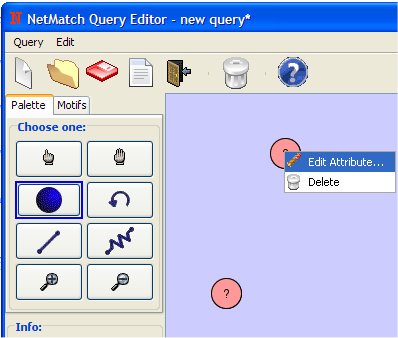 N NetMatch Query Editor - new query*
Query Edit
?
Palette Motifs
Choose one:
?
Edit Attribute...
Delete
?
Info: